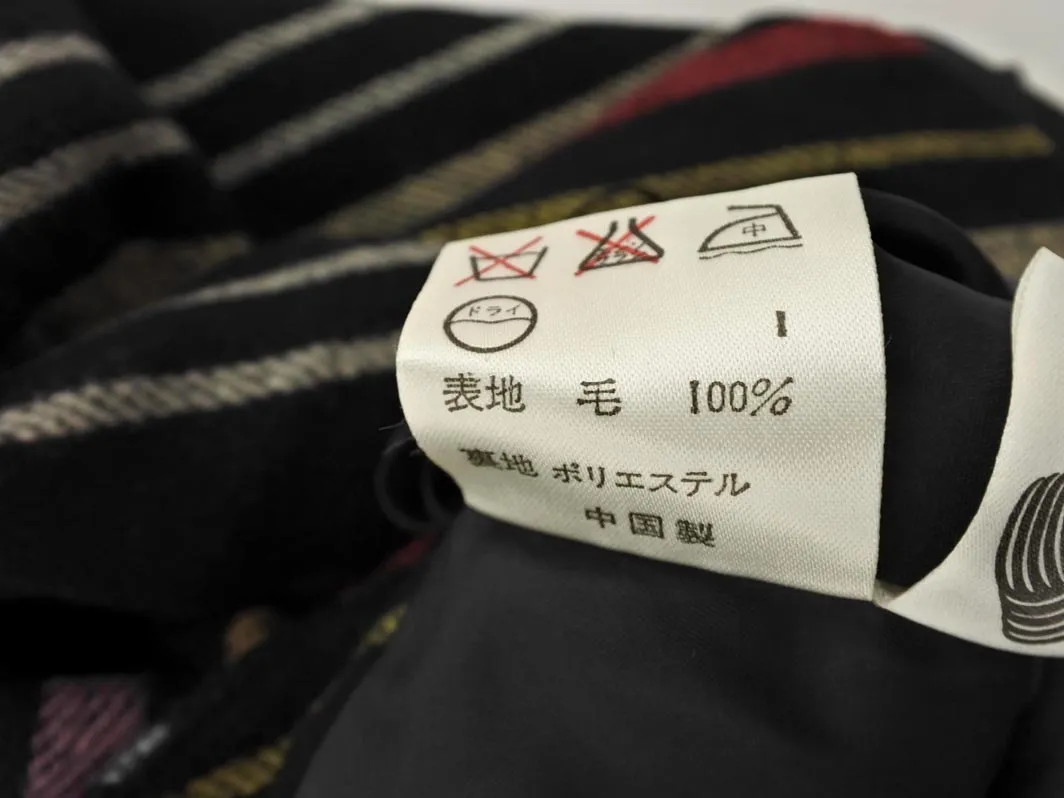 中
ドライ
I
表地 毛 100%
裏地 ポリエステル
中国製